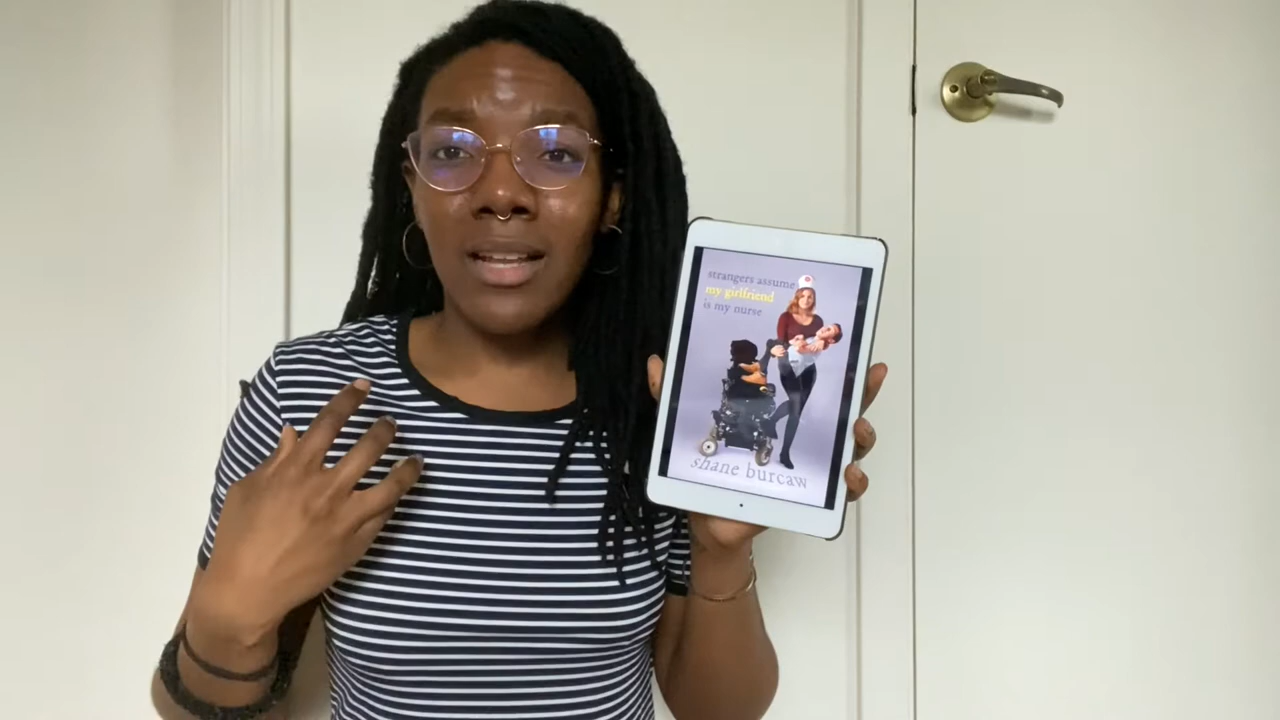 strangers assume
my girlfriend
is my nurse
shane burcaw